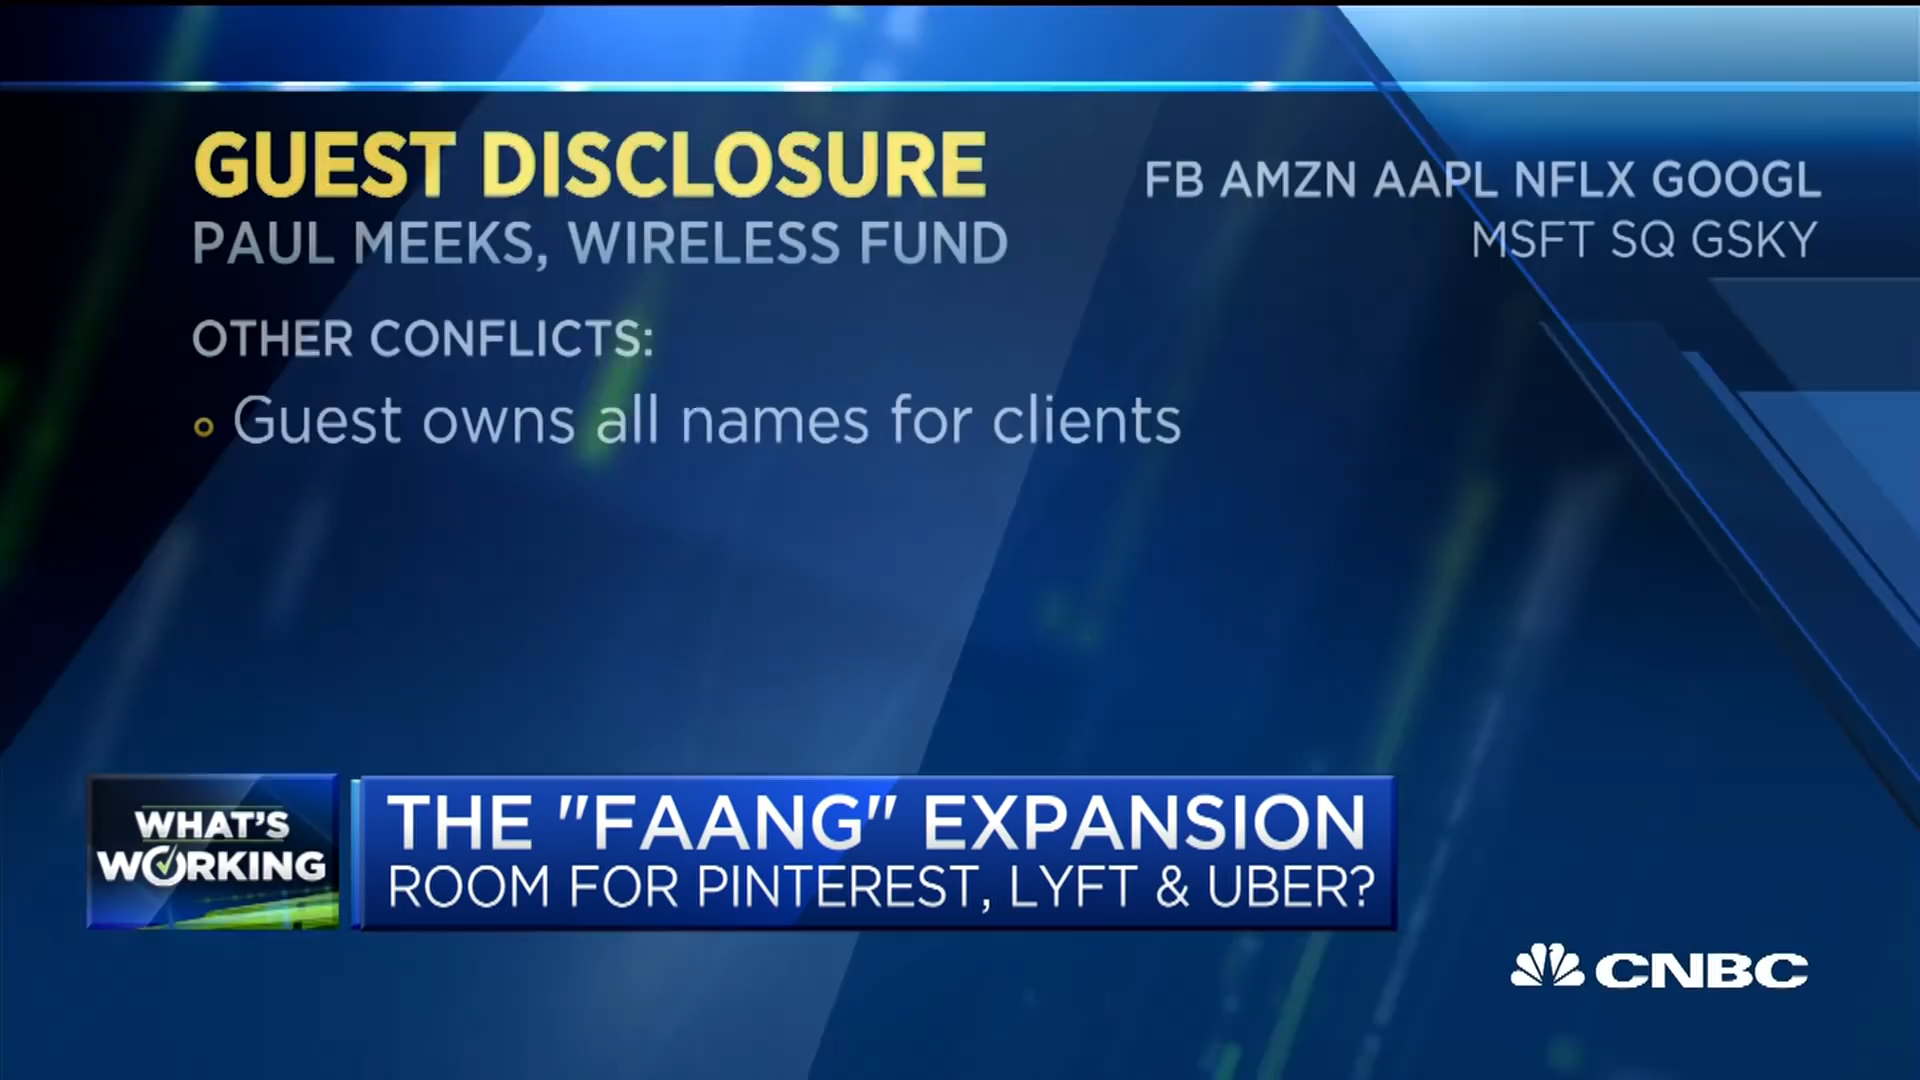 GUEST DISCLOSURE
PAUL MEEKS, WIRELESS FUND
FB AMZN AAPL NFLX GOOGL
MSFT SQ GSKY
OTHER CONFLICTS:
Guest owns all names for clients
WHAT'S
WORKING
THE "FAANG" EXPANSION
ROOM FOR PINTEREST, LYFT & UBER?
CNBC